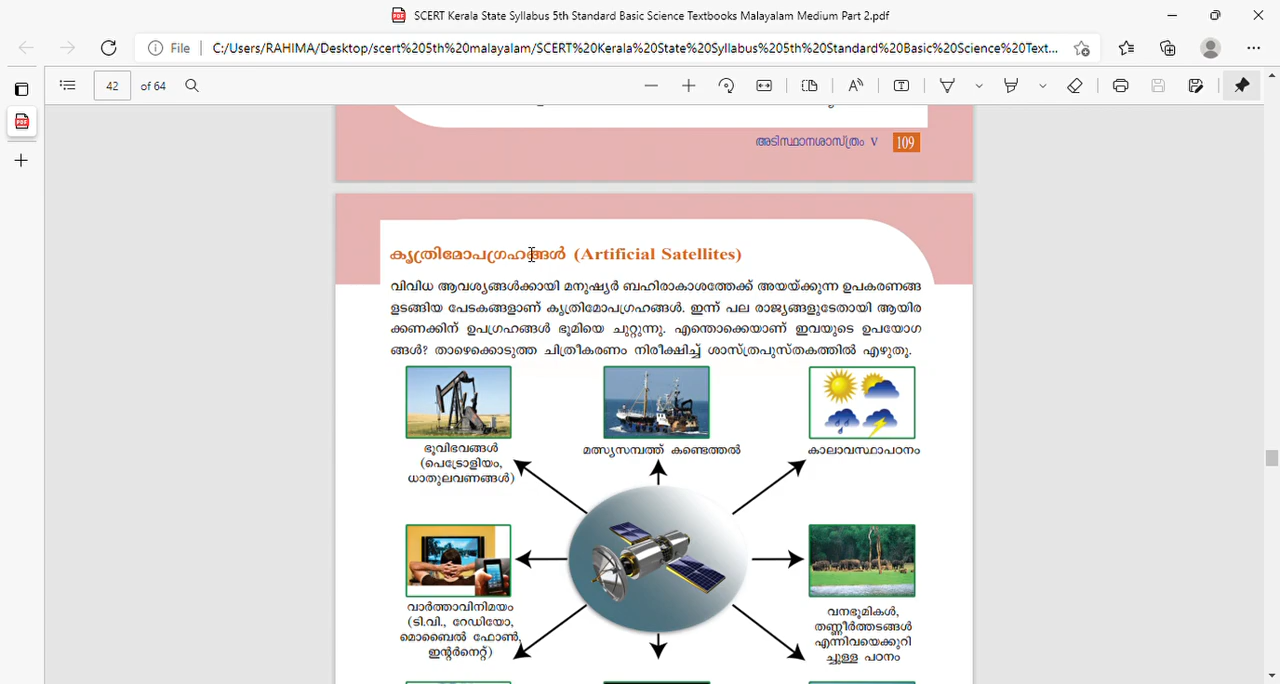 SCERT Kerala State Syllabus 5th Standard Basic Science Textbooks Malayalam Medium Part 2.pdf
File | C:/Users/RAHIMA/Desktop/scert%205th%20malayalam/SCERT%20Kerala%20State%20Syllabus%205th%20Standard%20Basic%20Science%20Text...
42 of 64
അടിസ്ഥാനശാസ്ത്രം V 109
കൃത്രിമോപഗ്രഹങ്ങൾ (Artificial Satellites)
വിവിധ ആവശ്യങ്ങൾക്കായി മനുഷ്യർ ബഹിരാകാശത്തേക്ക് അയയ്ക്കുന്ന ഉപകരണങ്ങ
ളടങ്ങിയ പേടകങ്ങളാണ് കൃത്രിമോപഗ്രഹങ്ങൾ. ഇന്ന് പല രാജ്യങ്ങളുടേതായി ആയിര
ക്കണക്കിന് ഉപഗ്രഹങ്ങൾ ഭൂമിയെ ചുറ്റുന്നു. എന്തൊക്കെയാണ് ഇവയുടെ ഉപയോഗ
ങ്ങൾ? താഴെക്കൊടുത്ത ചിത്രീകരണം നിരീക്ഷിച്ച് ശാസ്ത്രപുസ്തകത്തിൽ എഴുതൂ.
ഭൂവിഭവങ്ങൾ
(പെട്രോളിയം,
ധാതുലവണങ്ങൾ)
മത്സ്യസമ്പത്ത് കണ്ടെത്തൽ
കാലാവസ്ഥാപഠനം
വാർത്താവിനിമയം
(ടി.വി., റേഡിയോ,
മൊബൈൽ ഫോൺ,
ഇന്റർനെറ്റ്)
വനഭൂമികൾ,
തണ്ണീർത്തടങ്ങൾ
എന്നിവയെക്കുറി
ച്ചുള്ള പഠനം